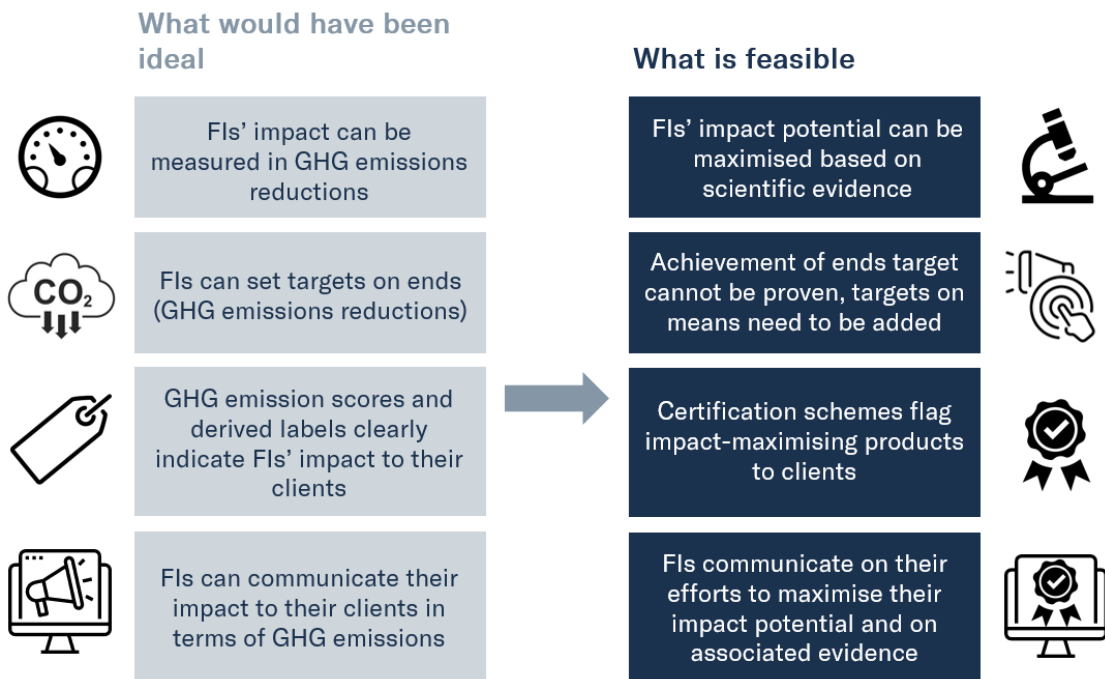 What would have been
ideal
What is feasible
FIs' impact can be
measured in GHG emissions
reductions
FIs' impact potential can be
maximised based on
scientific evidence
CO₂
FIs can set targets on ends
(GHG emissions reductions)
Achievement of ends target
cannot be proven, targets on
means need to be added
GHG emission scores and
derived labels clearly
indicate FIs' impact to their
clients
Certification schemes flag
impact-maximising products
to clients
FIs can communicate their
impact to their clients in
terms of GHG emissions
FIs communicate on their
efforts to maximise their
impact potential and on
associated evidence